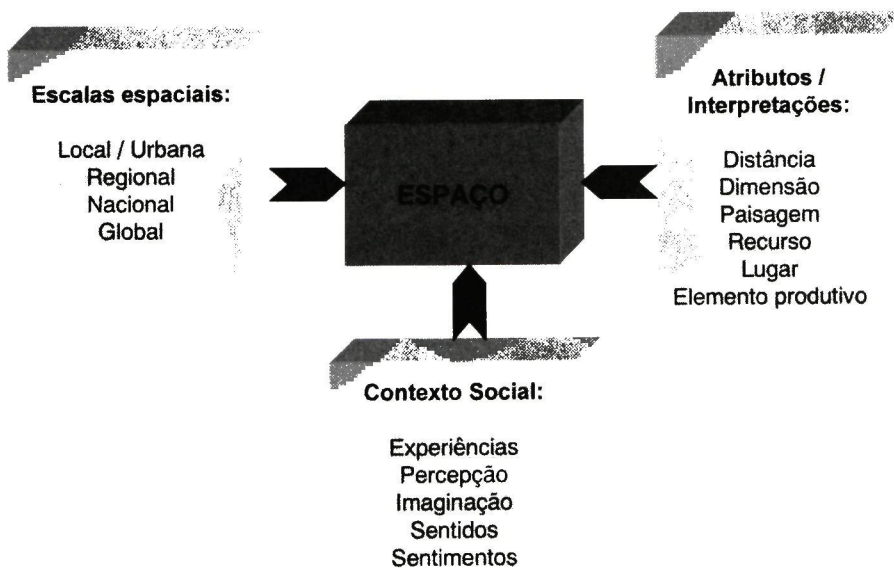 Escalas espaciais:
Local / Urbana
Regional
Nacional
Global
ESPAÇO
Atributos /
Interpretações:
Distância
Dimensão
Paisagem
Recurso
Lugar
Elemento produtivo
Contexto Social:
Experiências
Percepção
Imaginação
Sentidos
Sentimentos